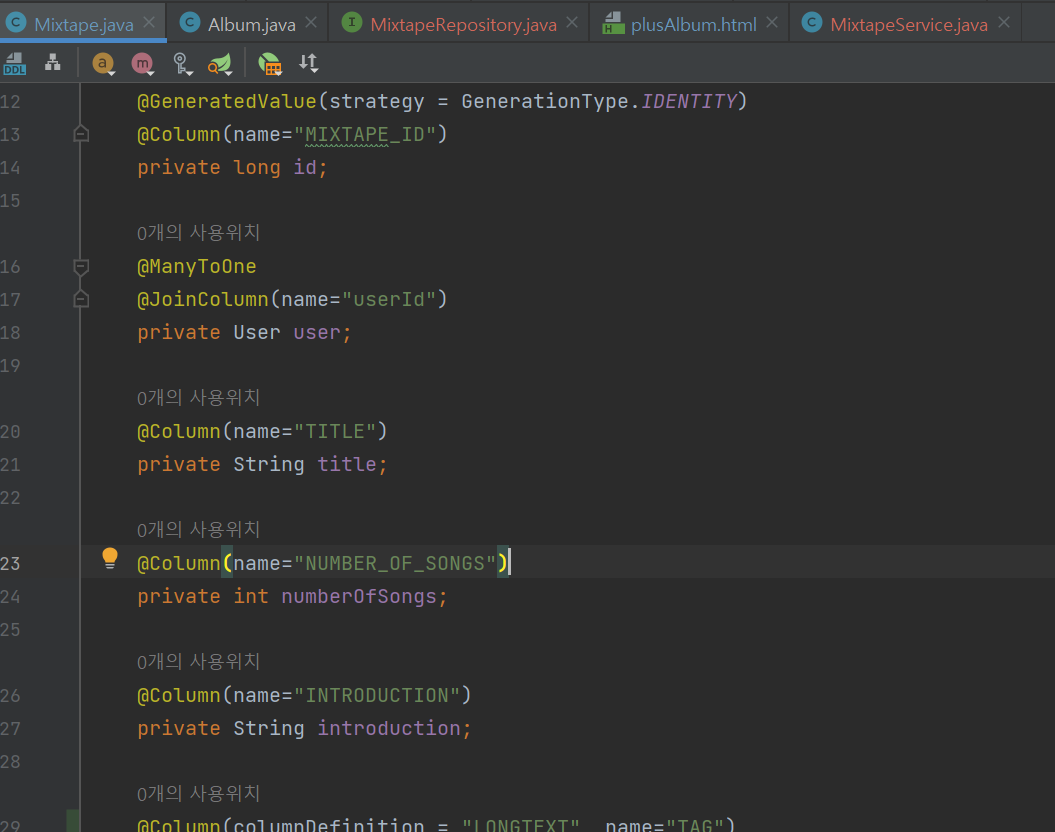 Mixtape.java Album.java MixtapeRepository.java plusAlbum.html MixtapeService.java
DDL a m
12 @GeneratedValue(strategy = GenerationType.IDENTITY)
13 @Column(name="MIXTAPE_ID")
14 private long id;
15
0개의 사용위치
16 @ManyToOne
17 @JoinColumn(name="userId")
18 private User user;
19
0개의 사용위치
20 @Column(name="TITLE")
21 private String title;
22
0개의 사용위치
23 @Column(name="NUMBER_OF_SONGS")
24 private int numberOfSongs;
25
0개의 사용위치
26 @Column(name="INTRODUCTION")
27 private String introduction;
28
0개의 사용위치
29 @Column(columnDefinition = "LONGTEXT", name="TAG")